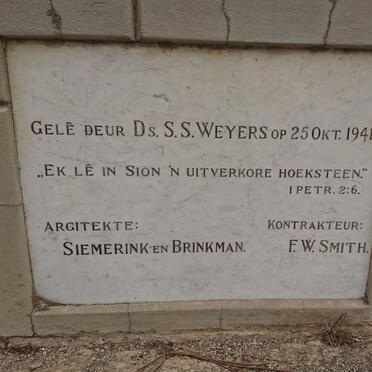 GELÊ DEUR DS. S. S. WEYERS OP 25 OKT. 1941
„EK LÊ IN SION 'N UITVERKORE HOEKSTEEN."
I PETR. 2:6.
ARGITEKTE: KONTRAKTEUR:
SIEMERINK EN BRINKMAN. F. W. SMITH.